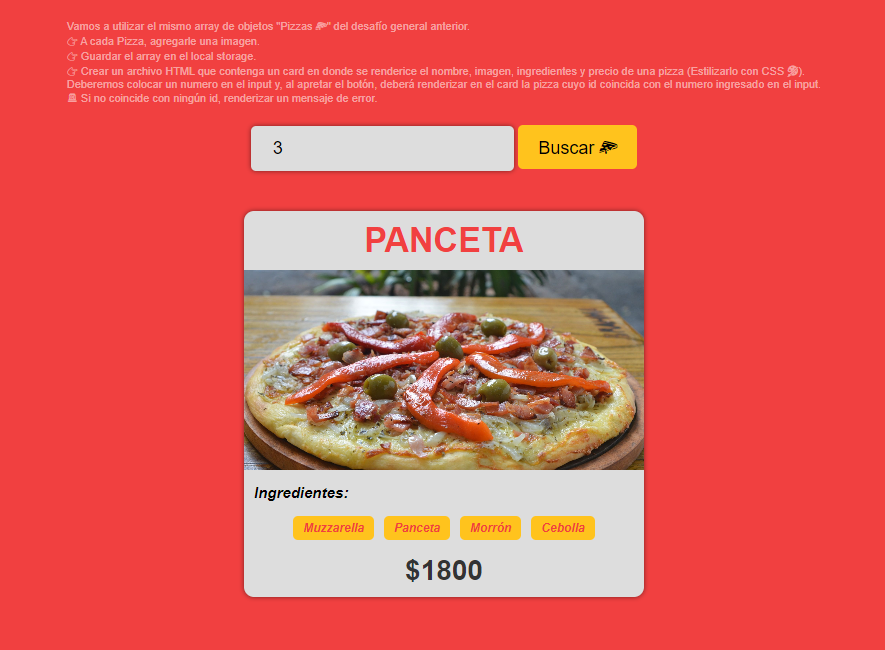 Vamos a utilizar el mismo array de objetos "Pizzas 🍕" del desafío general anterior.
👉 A cada Pizza, agregarle una imagen.
👉 Guardar el array en el local storage.
👉 Crear un archivo HTML que contenga un card en donde se renderice el nombre, imagen, ingredientes y precio de una pizza (Estilizarlo con CSS 🎨).
Deberemos colocar un numero en el input y, al apretar el botón, deberá renderizar en el card la pizza cuyo id coincida con el numero ingresado en el input.
🚨 Si no coincide con ningún id, renderizar un mensaje de error.
3 Buscar 🍕
PANCETA
Ingredientes:
Muzzarella Panceta Morrón Cebolla
$1800